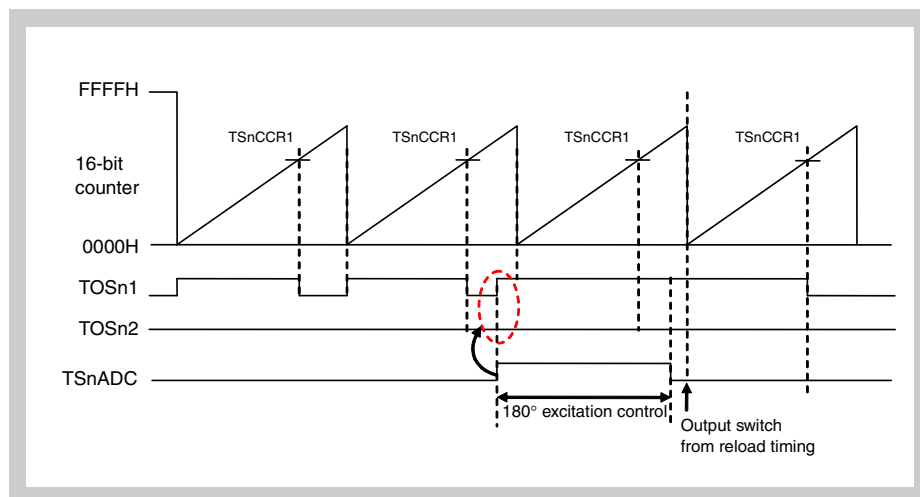 FFFFH
TSnCCR1 TSnCCR1 TSnCCR1 TSnCCR1
16-bit
counter
0000H
TOSn1
TOSn2
TSnADC
180° excitation control
Output switch
from reload timing